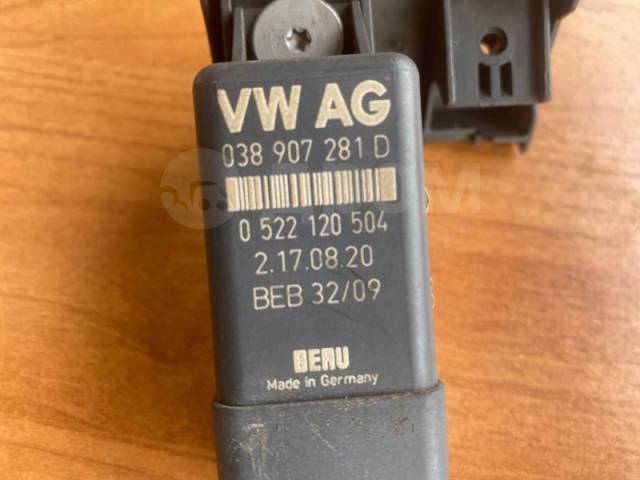 VW AG
038 907 281 D
0 522 120 504
2.17.08.20
BEB 32/09
BERU
Made in Germany